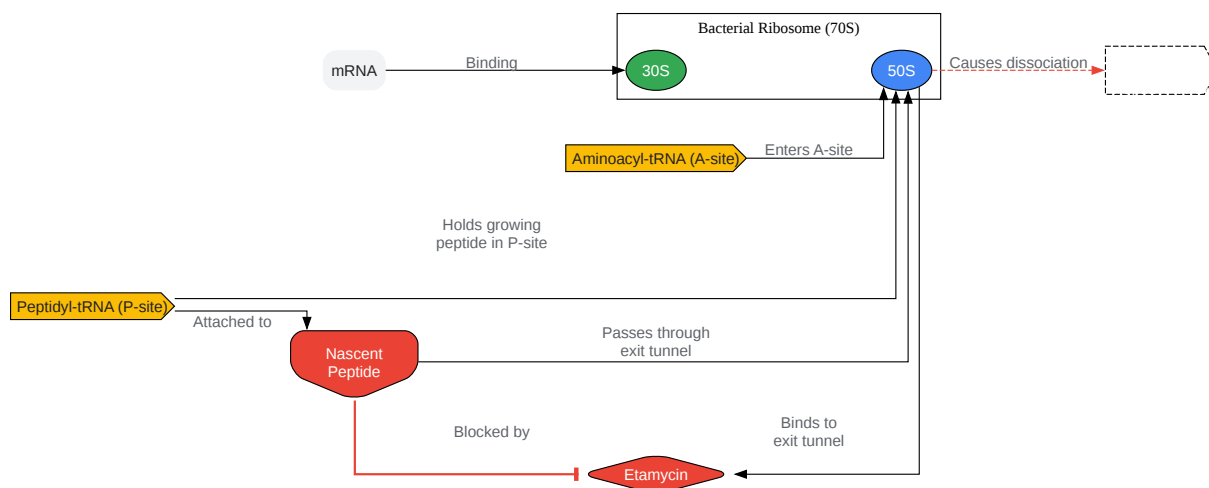 Bacterial Ribosome (70S)
mRNA
Binding
30S
50S
Causes dissociation
Aminoacyl-tRNA (A-site)
Enters A-site
Holds growing
peptide in P-site
Peptidyl-tRNA (P-site)
Attached to
Nascent
Peptide
Passes through
exit tunnel
Blocked by
Binds to
exit tunnel
Etamycin